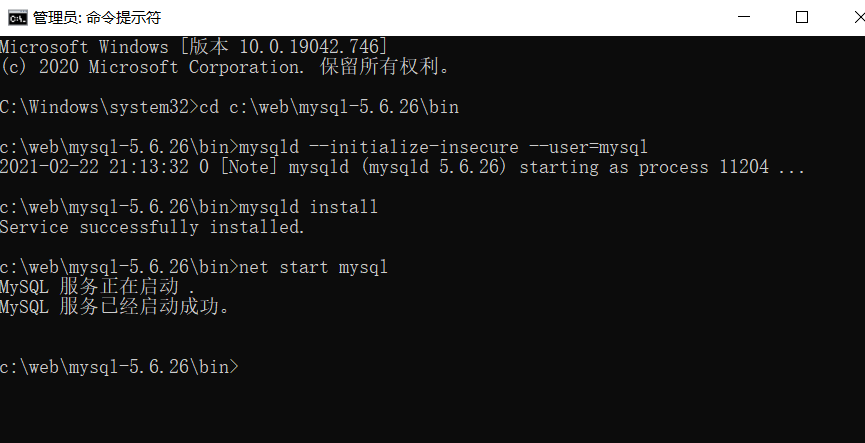 管理员: 命令提示符
Microsoft Windows [版本 10.0.19042.746]
(c) 2020 Microsoft Corporation. 保留所有权利。
C:\Windows\system32>cd c:\web\mysql-5.6.26\bin
c:\web\mysql-5.6.26\bin>mysqld --initialize-insecure --user=mysql
2021-02-22 21:13:32 0 [Note] mysqld (mysqld 5.6.26) starting as process 11204 ...
c:\web\mysql-5.6.26\bin>mysqld install
Service successfully installed.
c:\web\mysql-5.6.26\bin>net start mysql
MySQL 服务正在启动 .
MySQL 服务已经启动成功。
c:\web\mysql-5.6.26\bin>